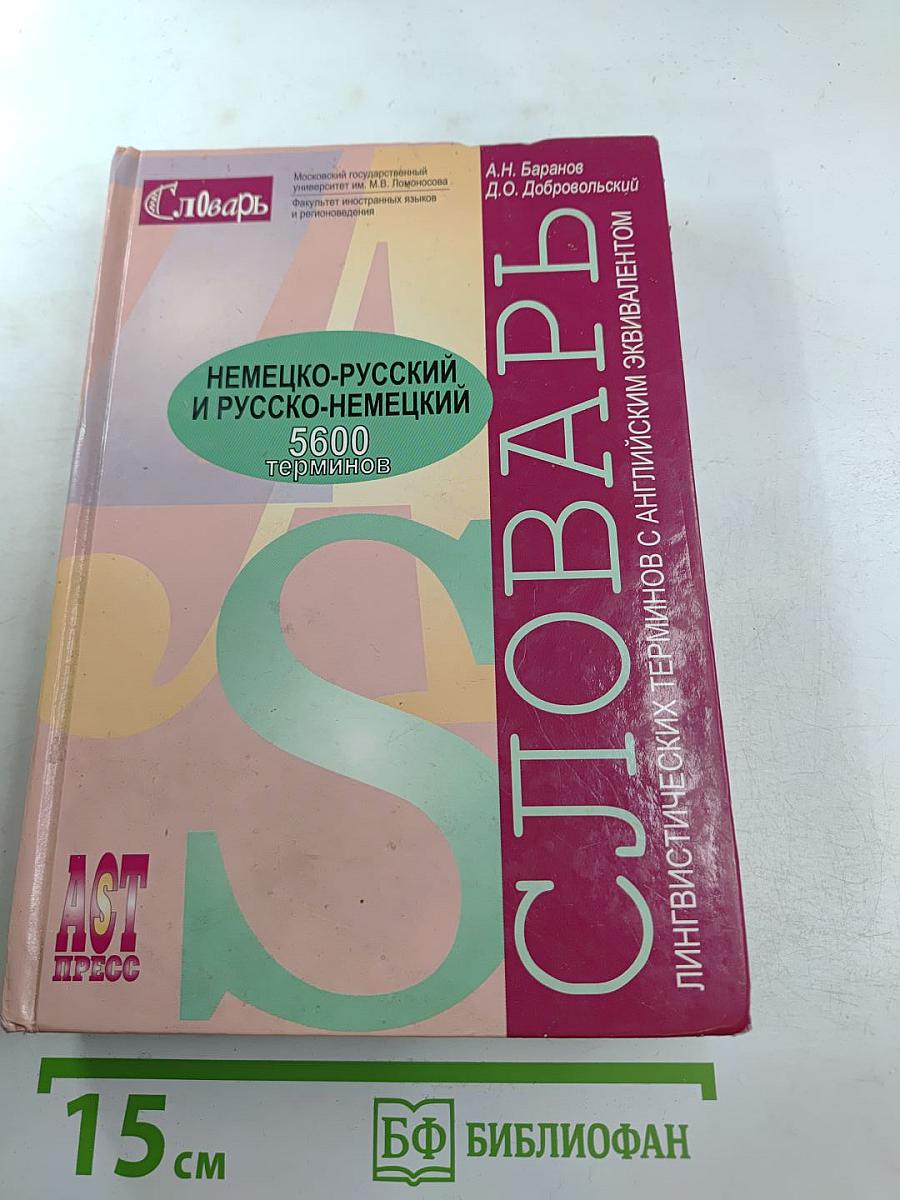 Словарь
Московский государственный
университет им. М.В. Ломоносова
Факультет иностранных языков
и регионоведения
А.Н. Баранов
Д.О. Добровольский
НЕМЕЦКО-РУССКИЙ
И РУССКО-НЕМЕЦКИЙ
5600
терминов
СЛОВАРЬ
ЛИНГВИСТИЧЕСКИХ ТЕРМИНОВ С АНГЛИЙСКИМ ЭКВИВАЛЕНТОМ
S
АСТ
ПРЕСС
15 см
БФ БИБЛИОФАН